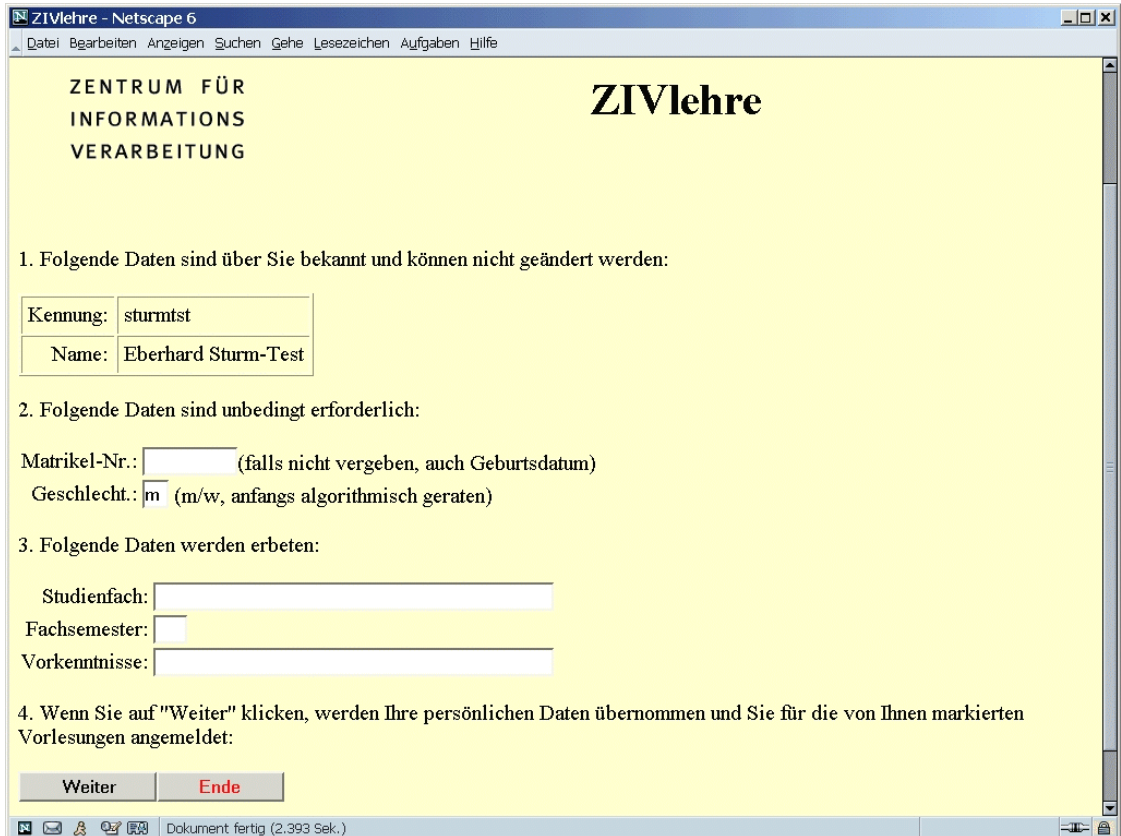 ZIVlehre - Netscape 6
Datei Bearbeiten Anzeigen Suchen Gehe Lesezeichen Aufgaben Hilfe
ZENTRUM FÜR
INFORMATIONS
VERARBEITUNG
ZIVlehre
1. Folgende Daten sind über Sie bekannt und können nicht geändert werden:
Kennung: sturmtst
Name: Eberhard Sturm-Test
2. Folgende Daten sind unbedingt erforderlich:
Matrikel-Nr.: (falls nicht vergeben, auch Geburtsdatum)
Geschlecht.: m (m/w, anfangs algorithmisch geraten)
3. Folgende Daten werden erbeten:
Studienfach:
Fachsemester:
Vorkenntnisse:
4. Wenn Sie auf "Weiter" klicken, werden Ihre persönlichen Daten übernommen und Sie für die von Ihnen markierten
Vorlesungen angemeldet:
Weiter Ende
Dokument fertig (2.393 Sek.)